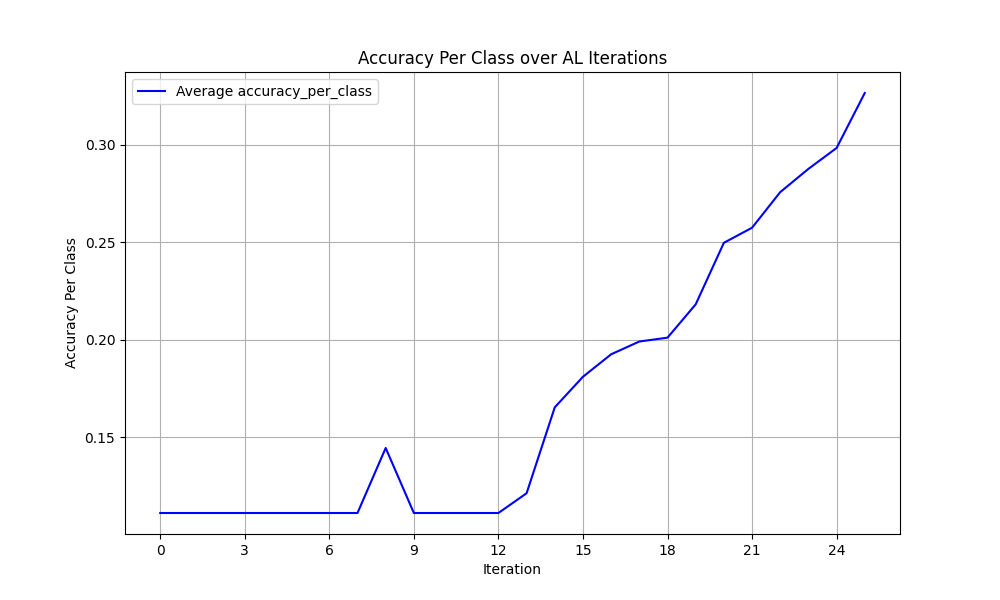 Accuracy Per Class over AL Iterations
Average accuracy_per_class
0.30
0.25
0.20
0.15
Accuracy Per Class
0 3 6 9 12 15 18 21 24
Iteration